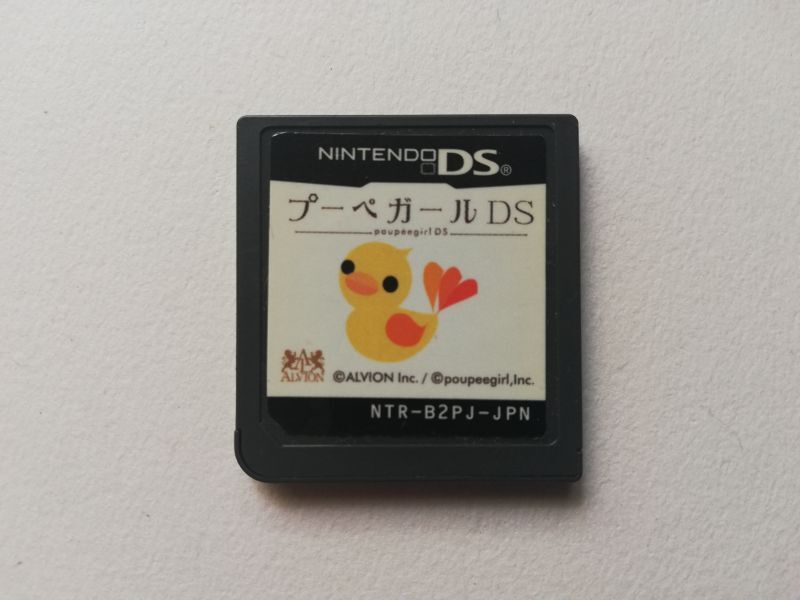 NINTENDO DS®
プーペガールDS
poupeegirl DS
ALVION
©ALVION Inc. / ©poupeegirl,Inc.
NTR-B2PJ-JPN